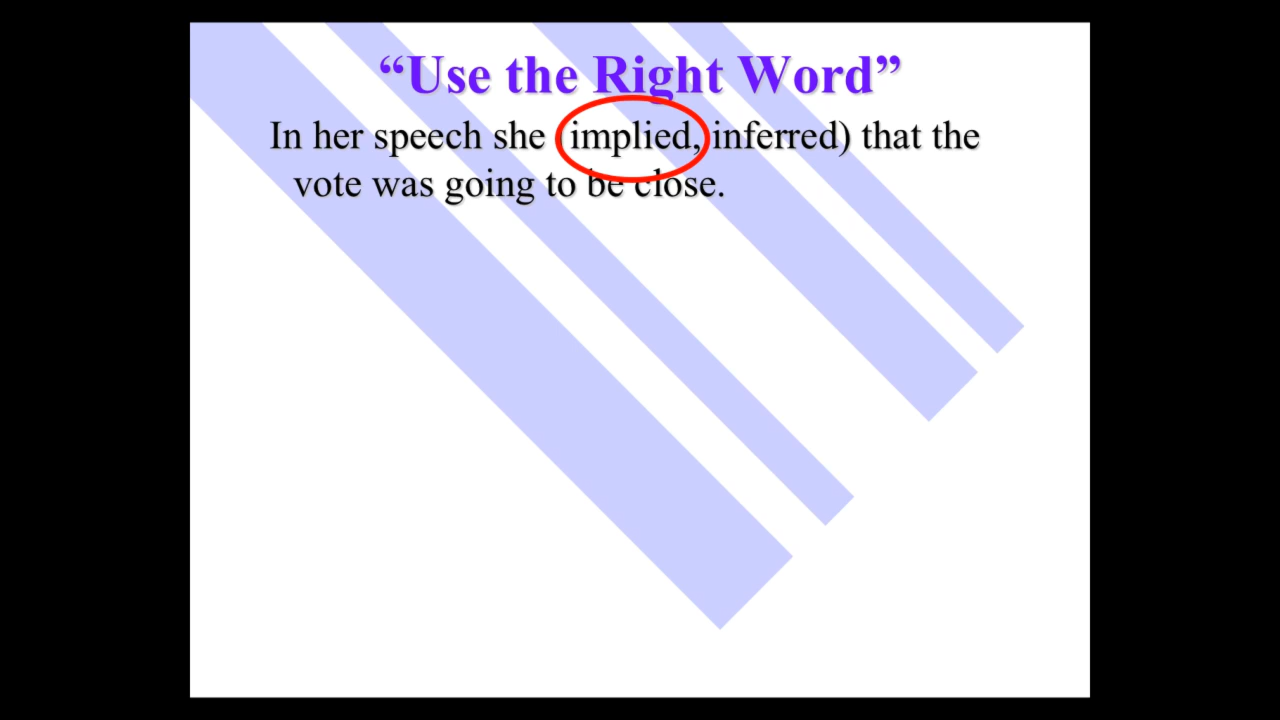 “Use the Right Word”
In her speech she (implied, inferred) that the
vote was going to be close.